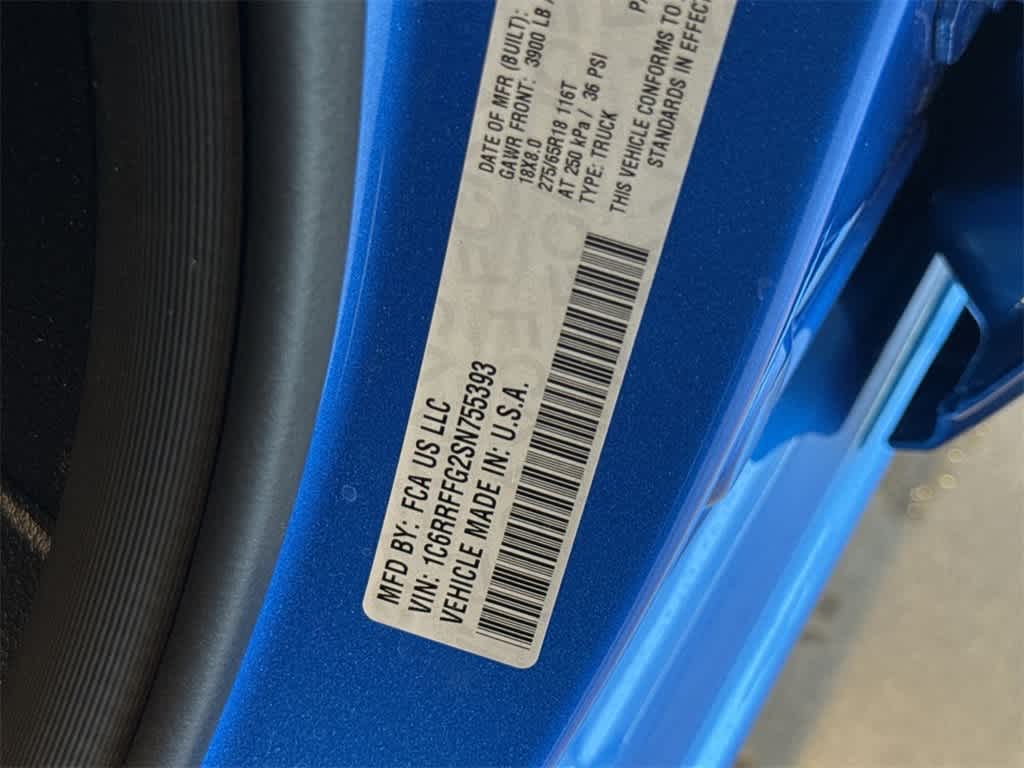 MFD BY: FCA US LLC
VIN: 1C6RRFFG2SN755393
VEHICLE MADE IN: U.S.A.
DATE OF MFR (BUILT):
GAWR FRONT: 3900 LB
18X8.0
275/65R18 116T
AT 250 kPa / 36 PSI
TYPE: TRUCK
THIS VEHICLE CONFORMS TO
STANDARDS IN EFFECT